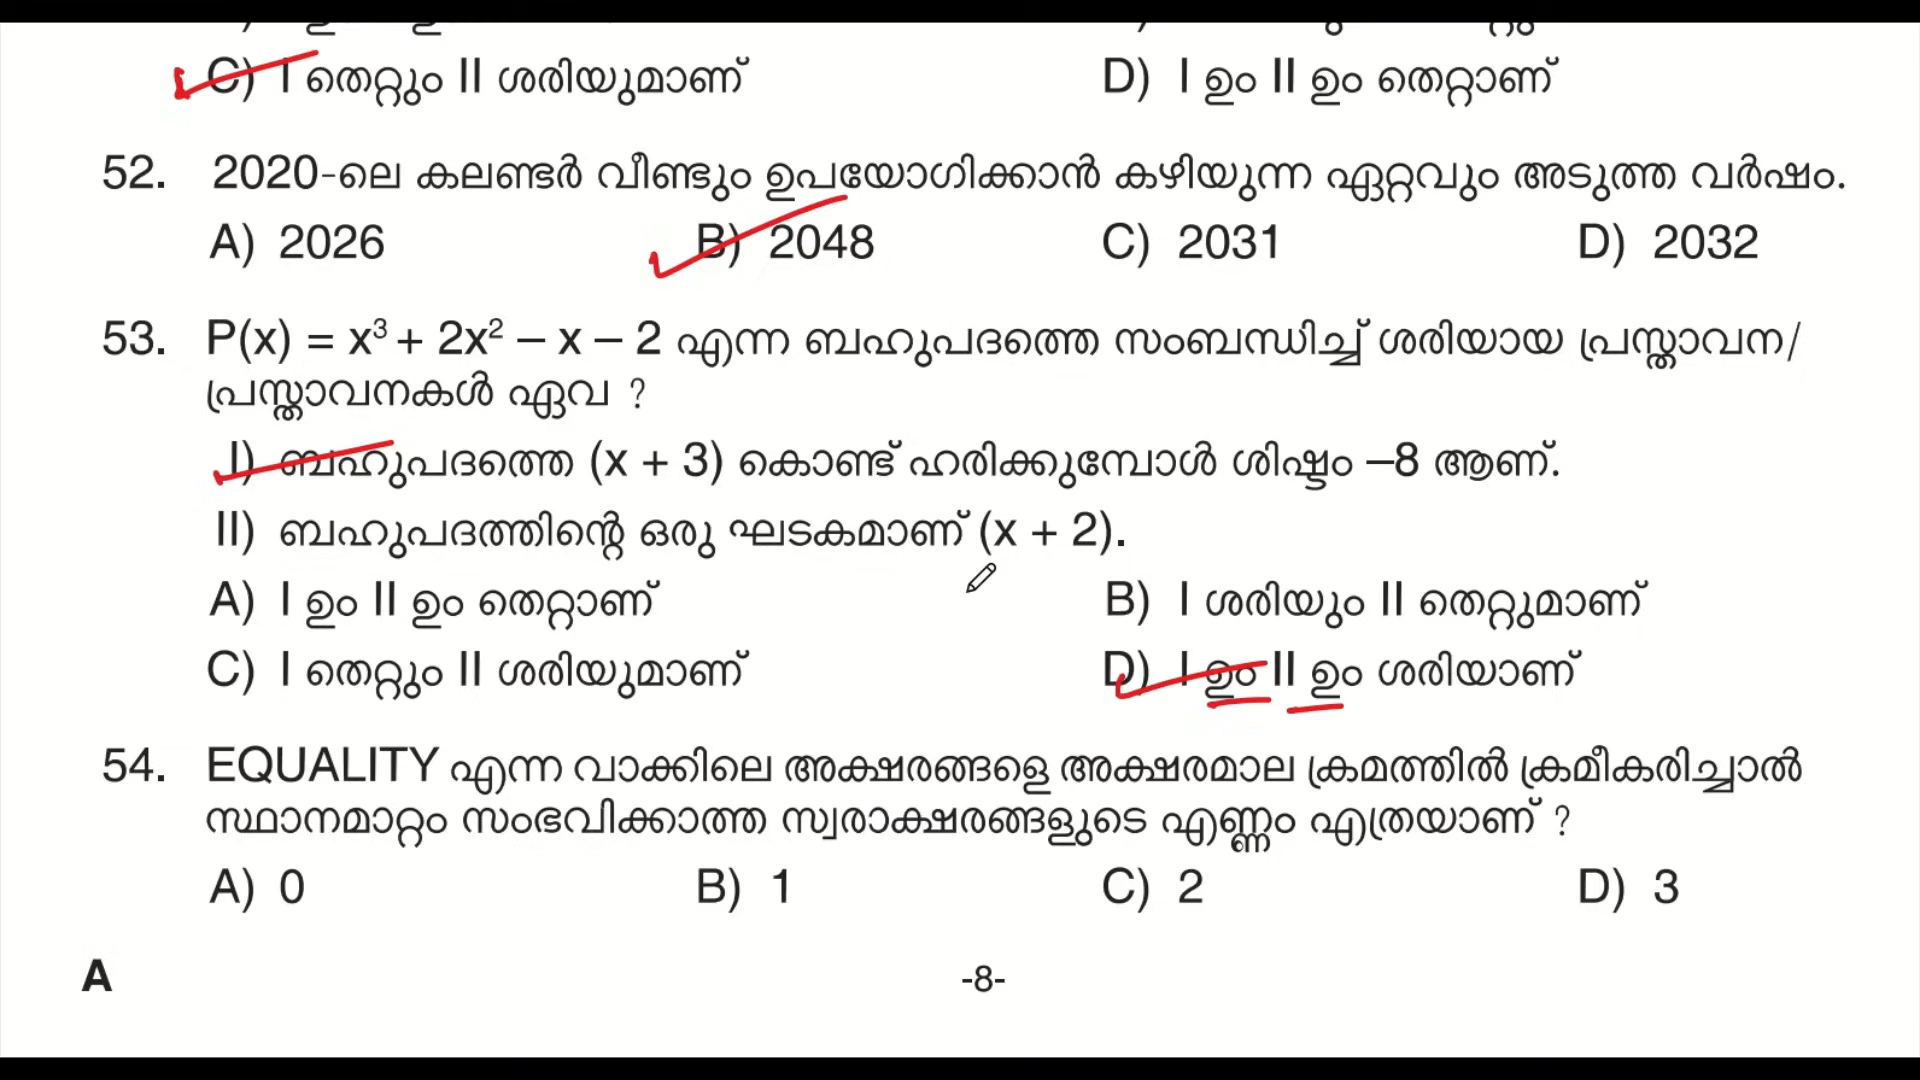 C) I തെറ്റും II ശരിയുമാണ് D) I ഉം II ഉം തെറ്റാണ്
52. 2020-ലെ കലണ്ടർ വീണ്ടും ഉപയോഗിക്കാൻ കഴിയുന്ന ഏറ്റവും അടുത്ത വർഷം.
A) 2026 B) 2048 C) 2031 D) 2032
53. P(x) = x³ + 2x² – x – 2 എന്ന ബഹുപദത്തെ സംബന്ധിച്ച് ശരിയായ പ്രസ്താവന/
പ്രസ്താവനകൾ ഏവ ?
I) ബഹുപദത്തെ (x + 3) കൊണ്ട് ഹരിക്കുമ്പോൾ ശിഷ്ടം –8 ആണ്.
II) ബഹുപദത്തിന്റെ ഒരു ഘടകമാണ് (x + 2).
A) I ഉം II ഉം തെറ്റാണ് B) I ശരിയും II തെറ്റുമാണ്
C) I തെറ്റും II ശരിയുമാണ് D) I ഉം II ഉം ശരിയാണ്
54. EQUALITY എന്ന വാക്കിലെ അക്ഷരങ്ങളെ അക്ഷരമാല ക്രമത്തിൽ ക്രമീകരിച്ചാൽ
സ്ഥാനമാറ്റം സംഭവിക്കാത്ത സ്വരാക്ഷരങ്ങളുടെ എണ്ണം എത്രയാണ് ?
A) 0 B) 1 C) 2 D) 3
A -8-